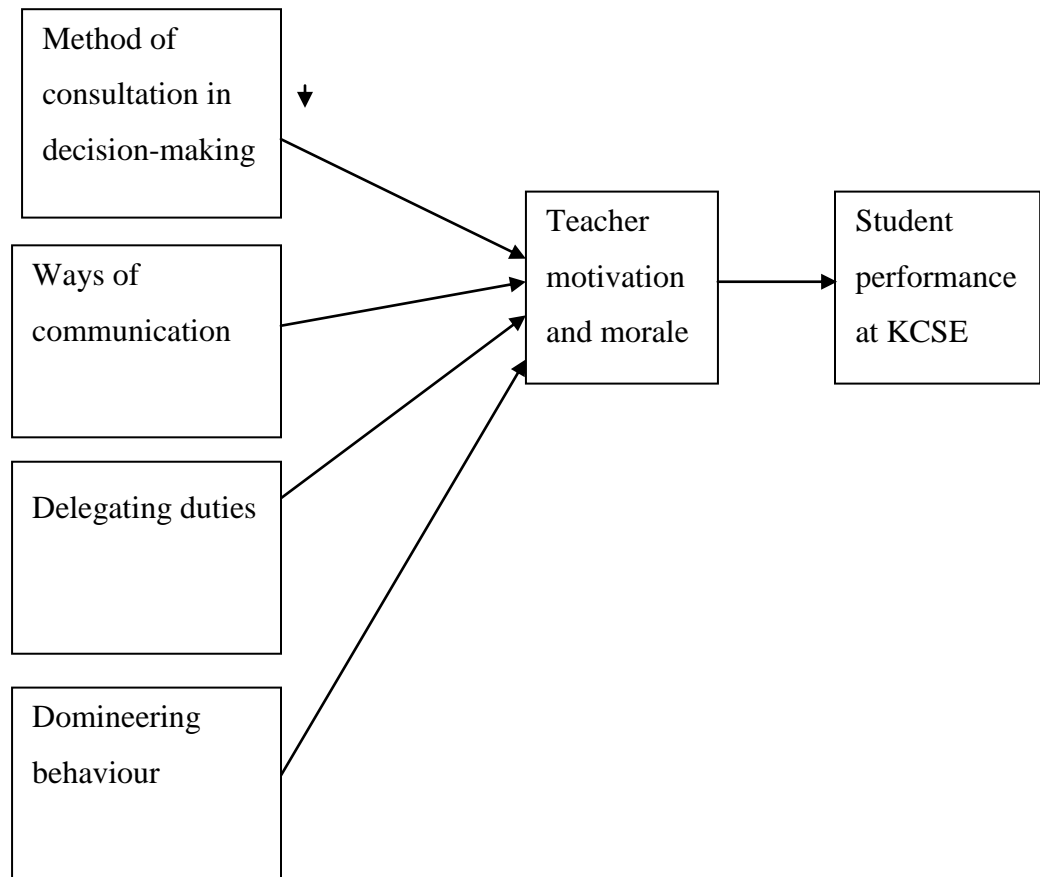 Method of
consultation in
decision-making
Ways of
communication
Delegating duties
Domineering
behaviour
Teacher
motivation
and morale
Student
performance
at KCSE